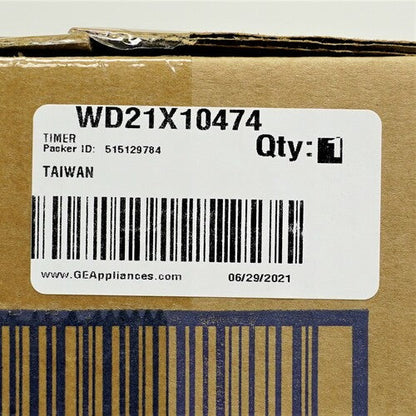 WD21X10474
TIMER
Packer ID: 515129784
Qty: 1
TAIWAN
www.GEAppliances.com 06/29/2021